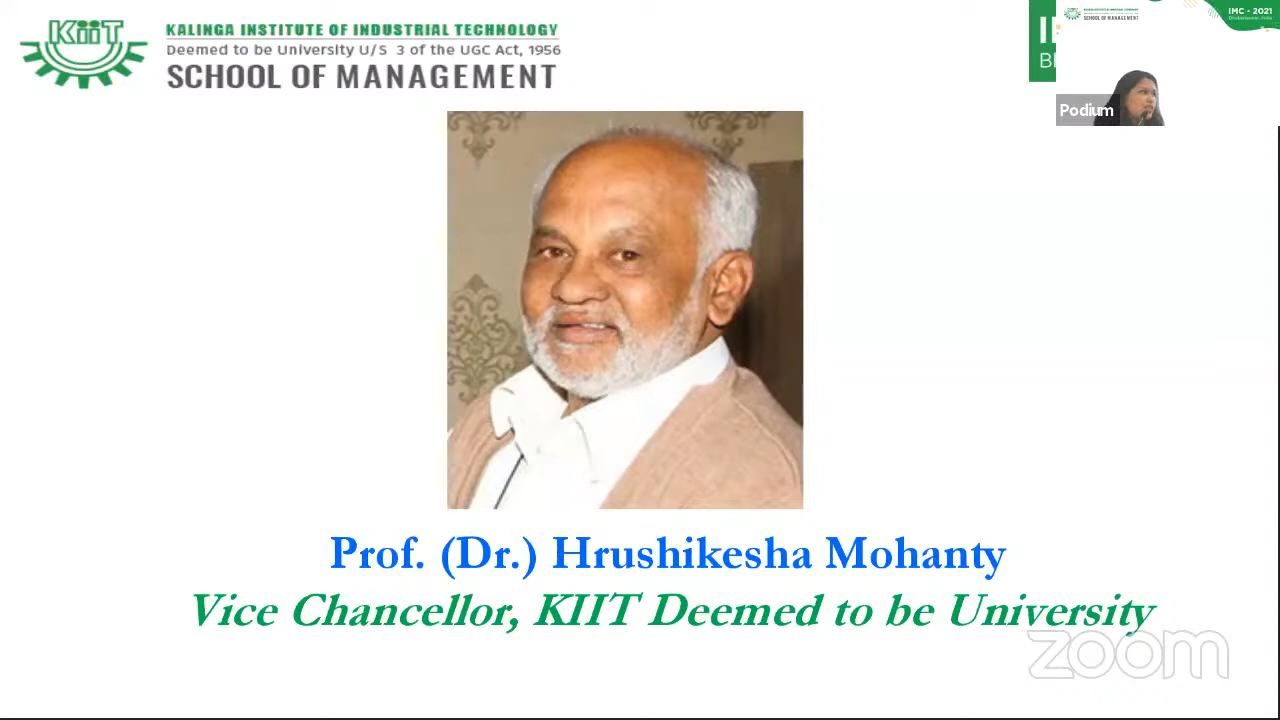 KiiT
KALINGA INSTITUTE OF INDUSTRIAL TECHNOLOGY
Deemed to be University U/S 3 of the UGC Act, 1956
SCHOOL OF MANAGEMENT
IMC - 2021
SCHOOL OF MANAGEMENT
Podium
Prof. (Dr.) Hrushikesha Mohanty
Vice Chancellor, KIIT Deemed to be University
zoom